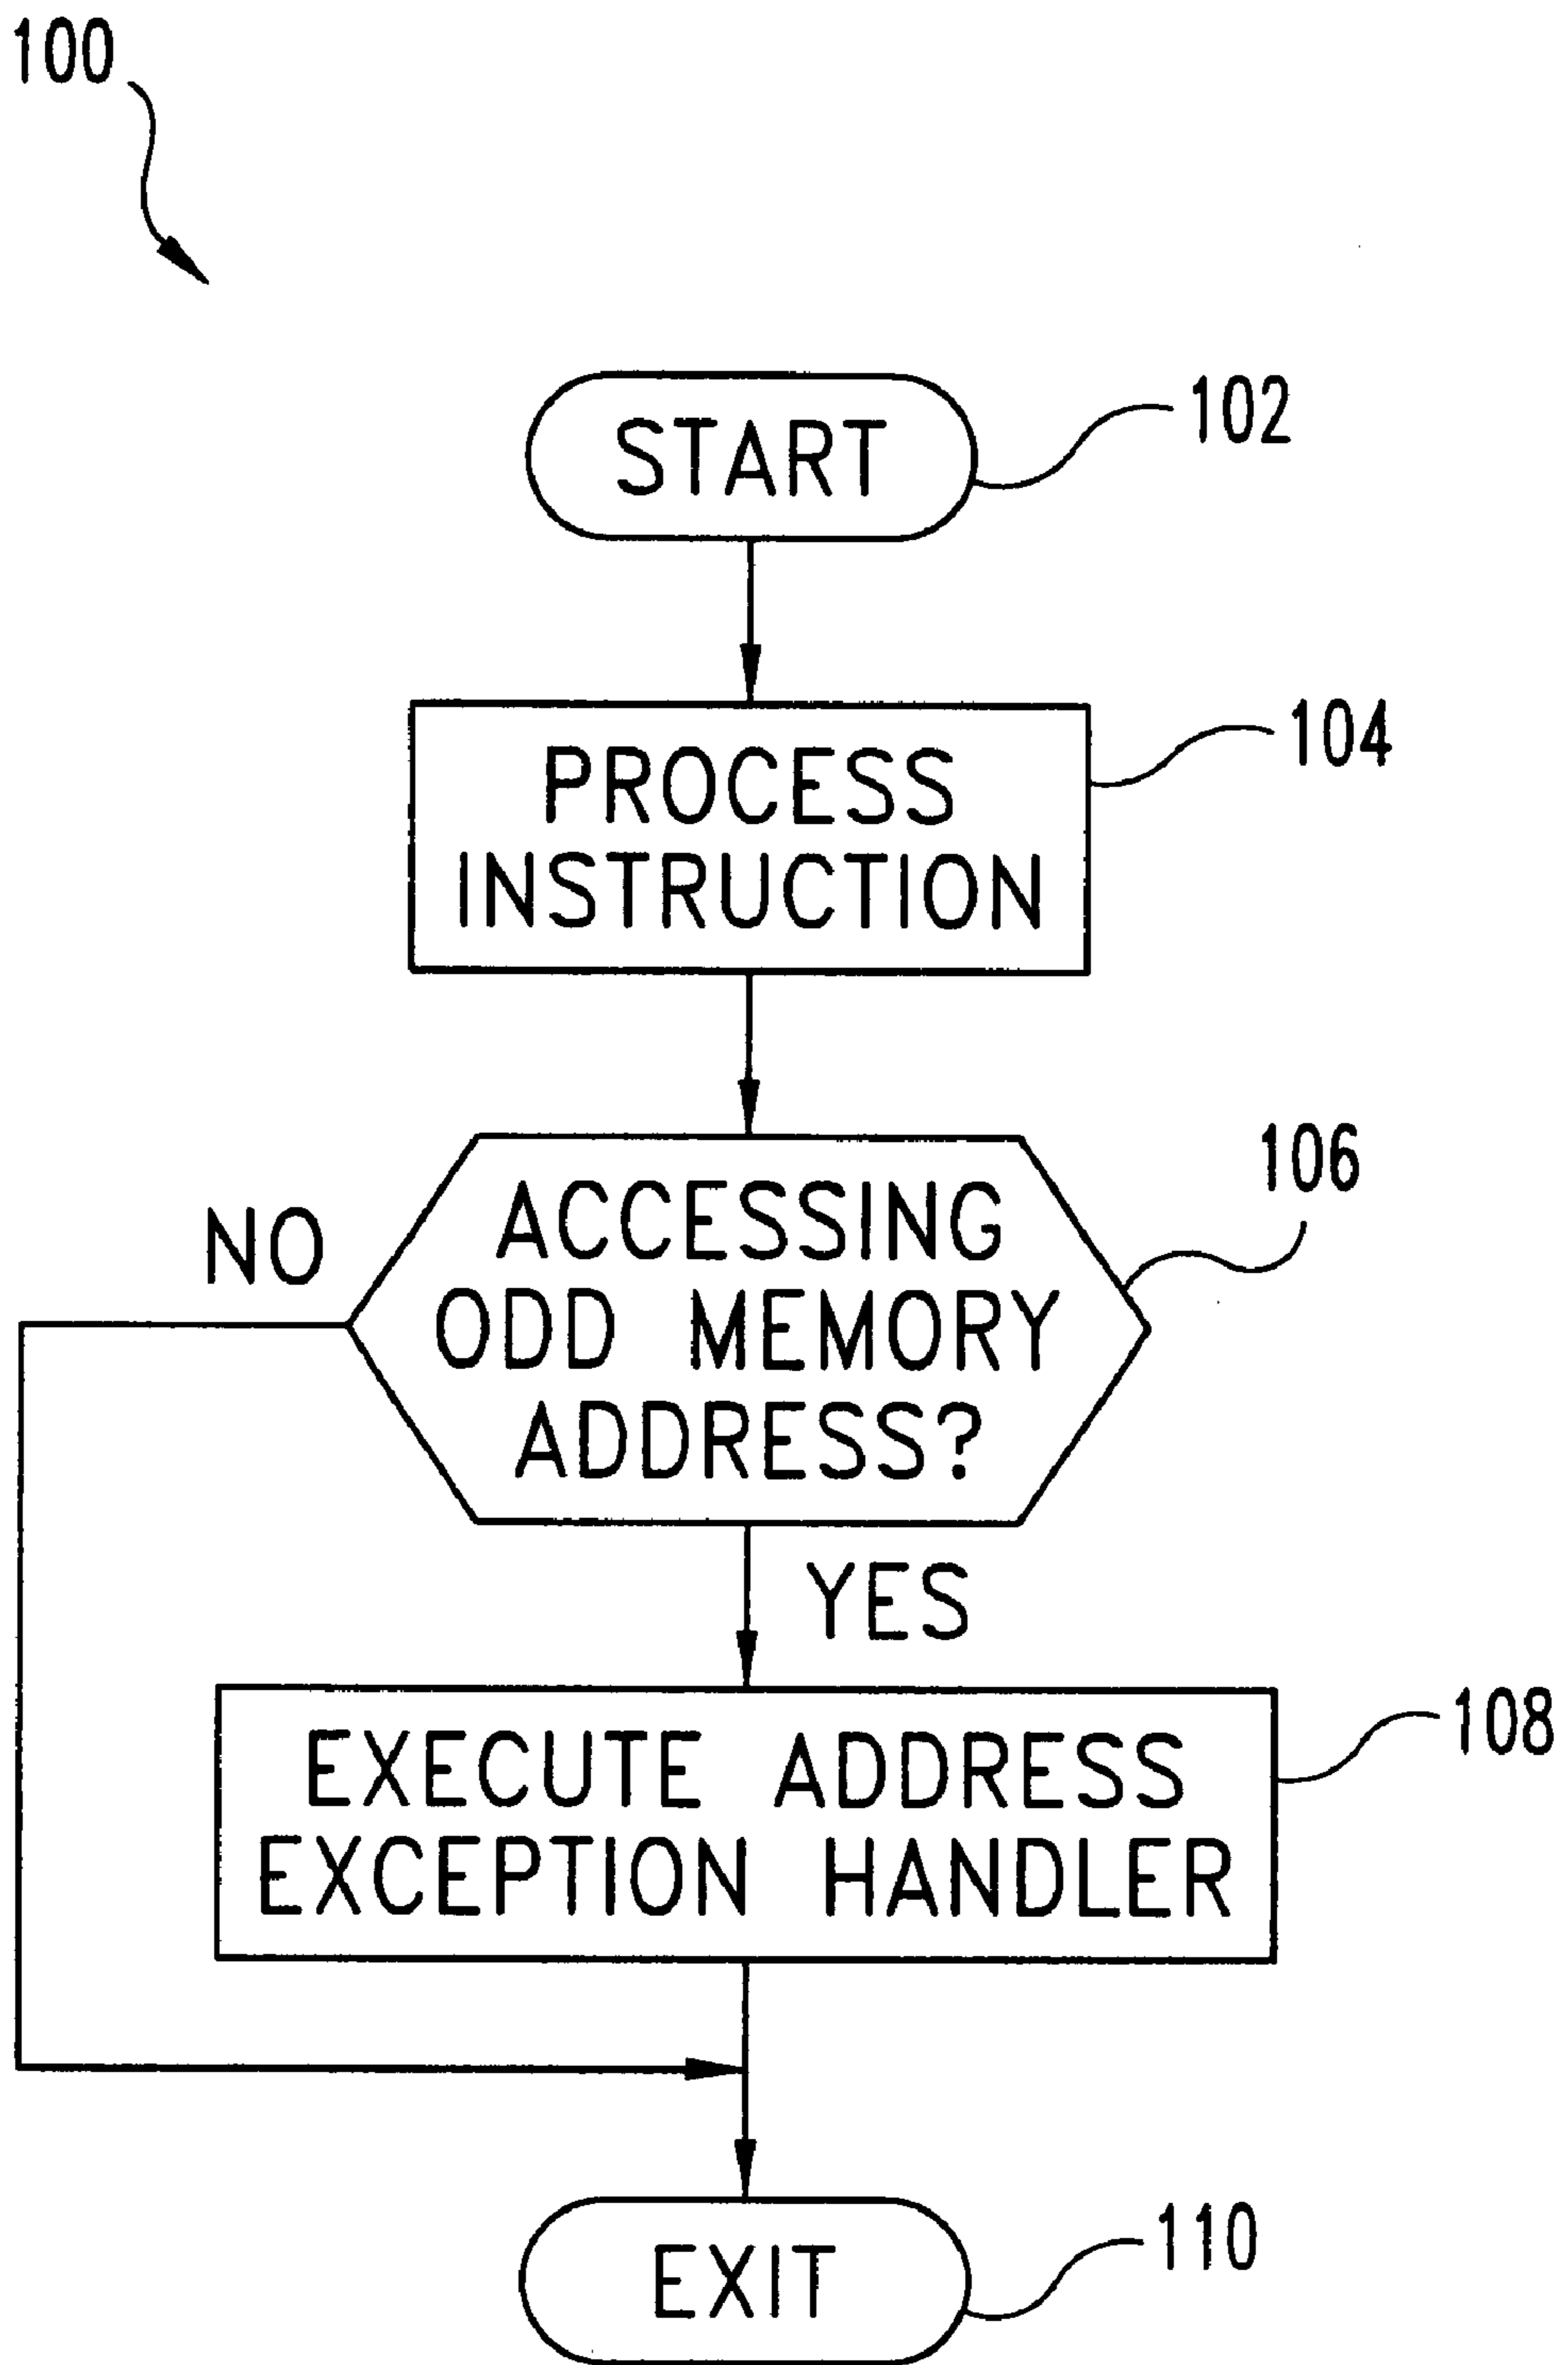 100
START
102
PROCESS
INSTRUCTION
104
ACCESSING
ODD MEMORY
ADDRESS?
106
NO
YES
EXECUTE ADDRESS
EXCEPTION HANDLER
108
EXIT
110